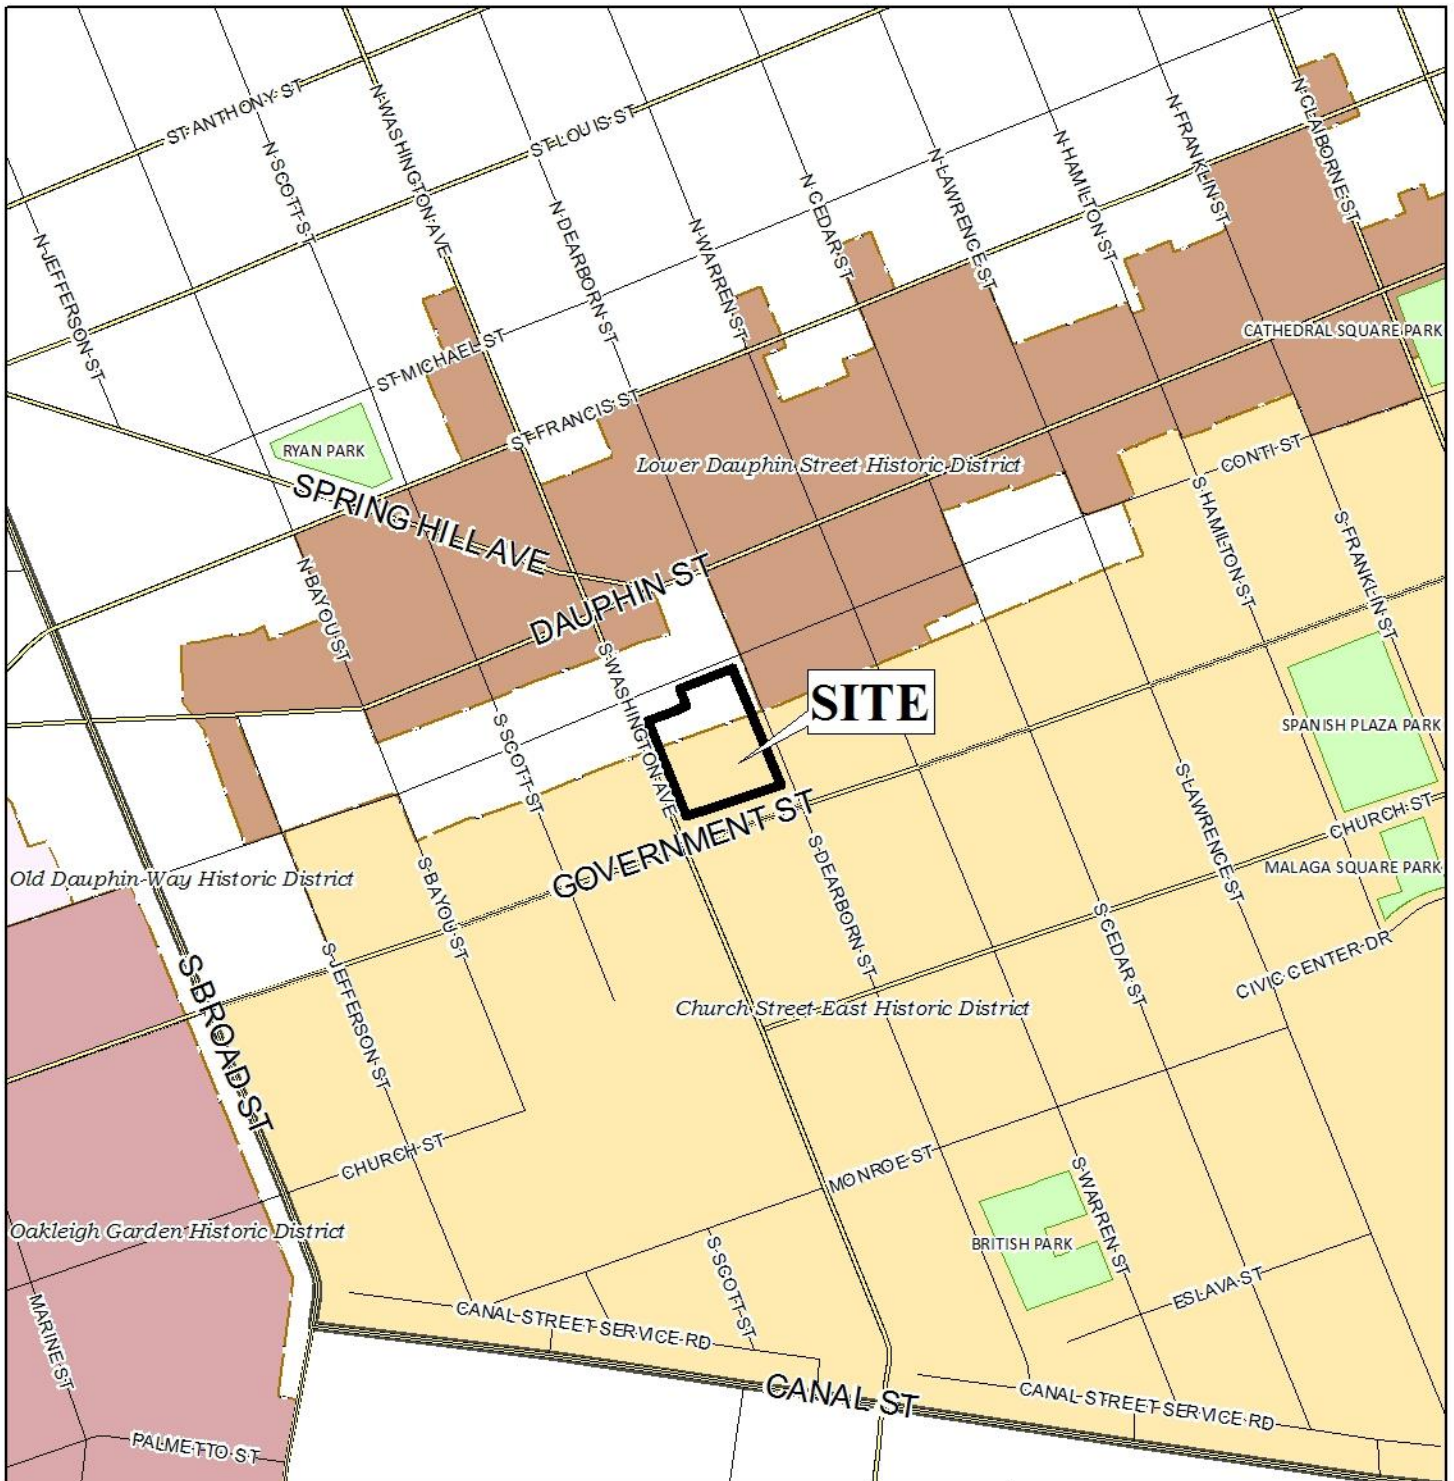 ST ANTHONY ST
N WASHINGTON AVE
ST LOUIS ST
N CLAIBORNE ST
N FRANKLIN ST
N HAMILTON ST
N SCOTT ST
N LAWRENCE ST
N CEDAR ST
N DEARBORN ST
N WARREN ST
N JEFFERSON ST
CATHEDRAL SQUARE PARK
ST MICHAEL ST
ST FRANCIS ST
RYAN PARK
Lower Dauphin Street Historic District
CONTI ST
SPRING HILL AVE
S HAMILTON ST
S FRANKLIN ST
N BAYOU ST
DAUPHIN ST
S WASHINGTON AVE
SITE
S SCOTT ST
SPANISH PLAZA PARK
S LAWRENCE ST
CHURCH ST
GOVERNMENT ST
MALAGA SQUARE PARK
Old Dauphin Way Historic District
S BAYOU ST
S DEARBORN ST
S CEDAR ST
CIVIC CENTER DR
S BROAD ST
S JEFFERSON ST
Church Street East Historic District
CHURCH ST
MONROE ST
S WARREN ST
Oakleigh Garden Historic District
BRITISH PARK
S SCOTT ST
ESLAVA ST
MARINE ST
CANAL STREET SERVICE RD
CANAL ST
CANAL STREET SERVICE RD
PALMETTO ST